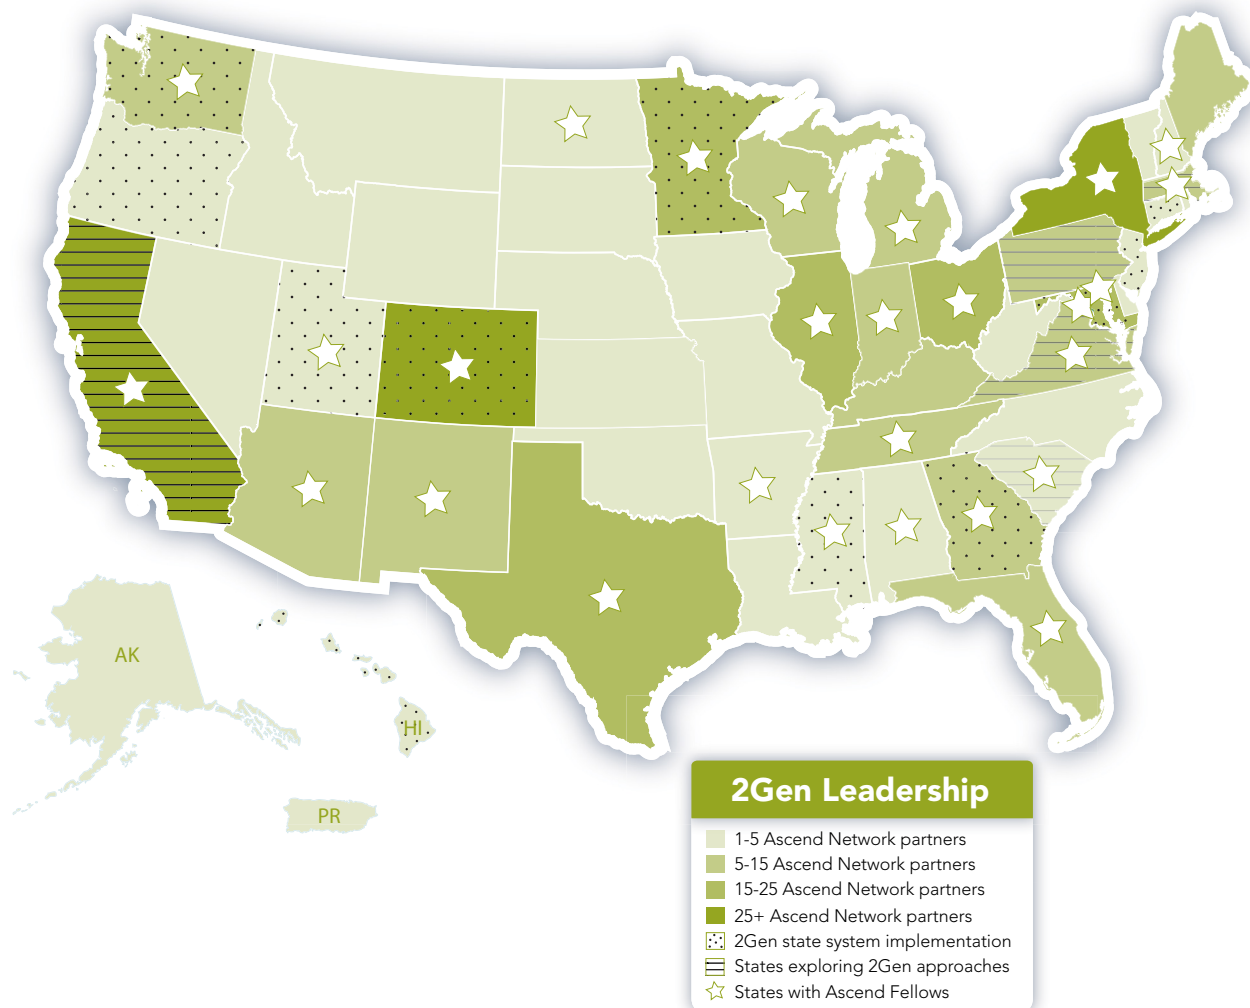 AK
HI
PR
2Gen Leadership
1-5 Ascend Network partners
5-15 Ascend Network partners
15-25 Ascend Network partners
25+ Ascend Network partners
2Gen state system implementation
States exploring 2Gen approaches
States with Ascend Fellows